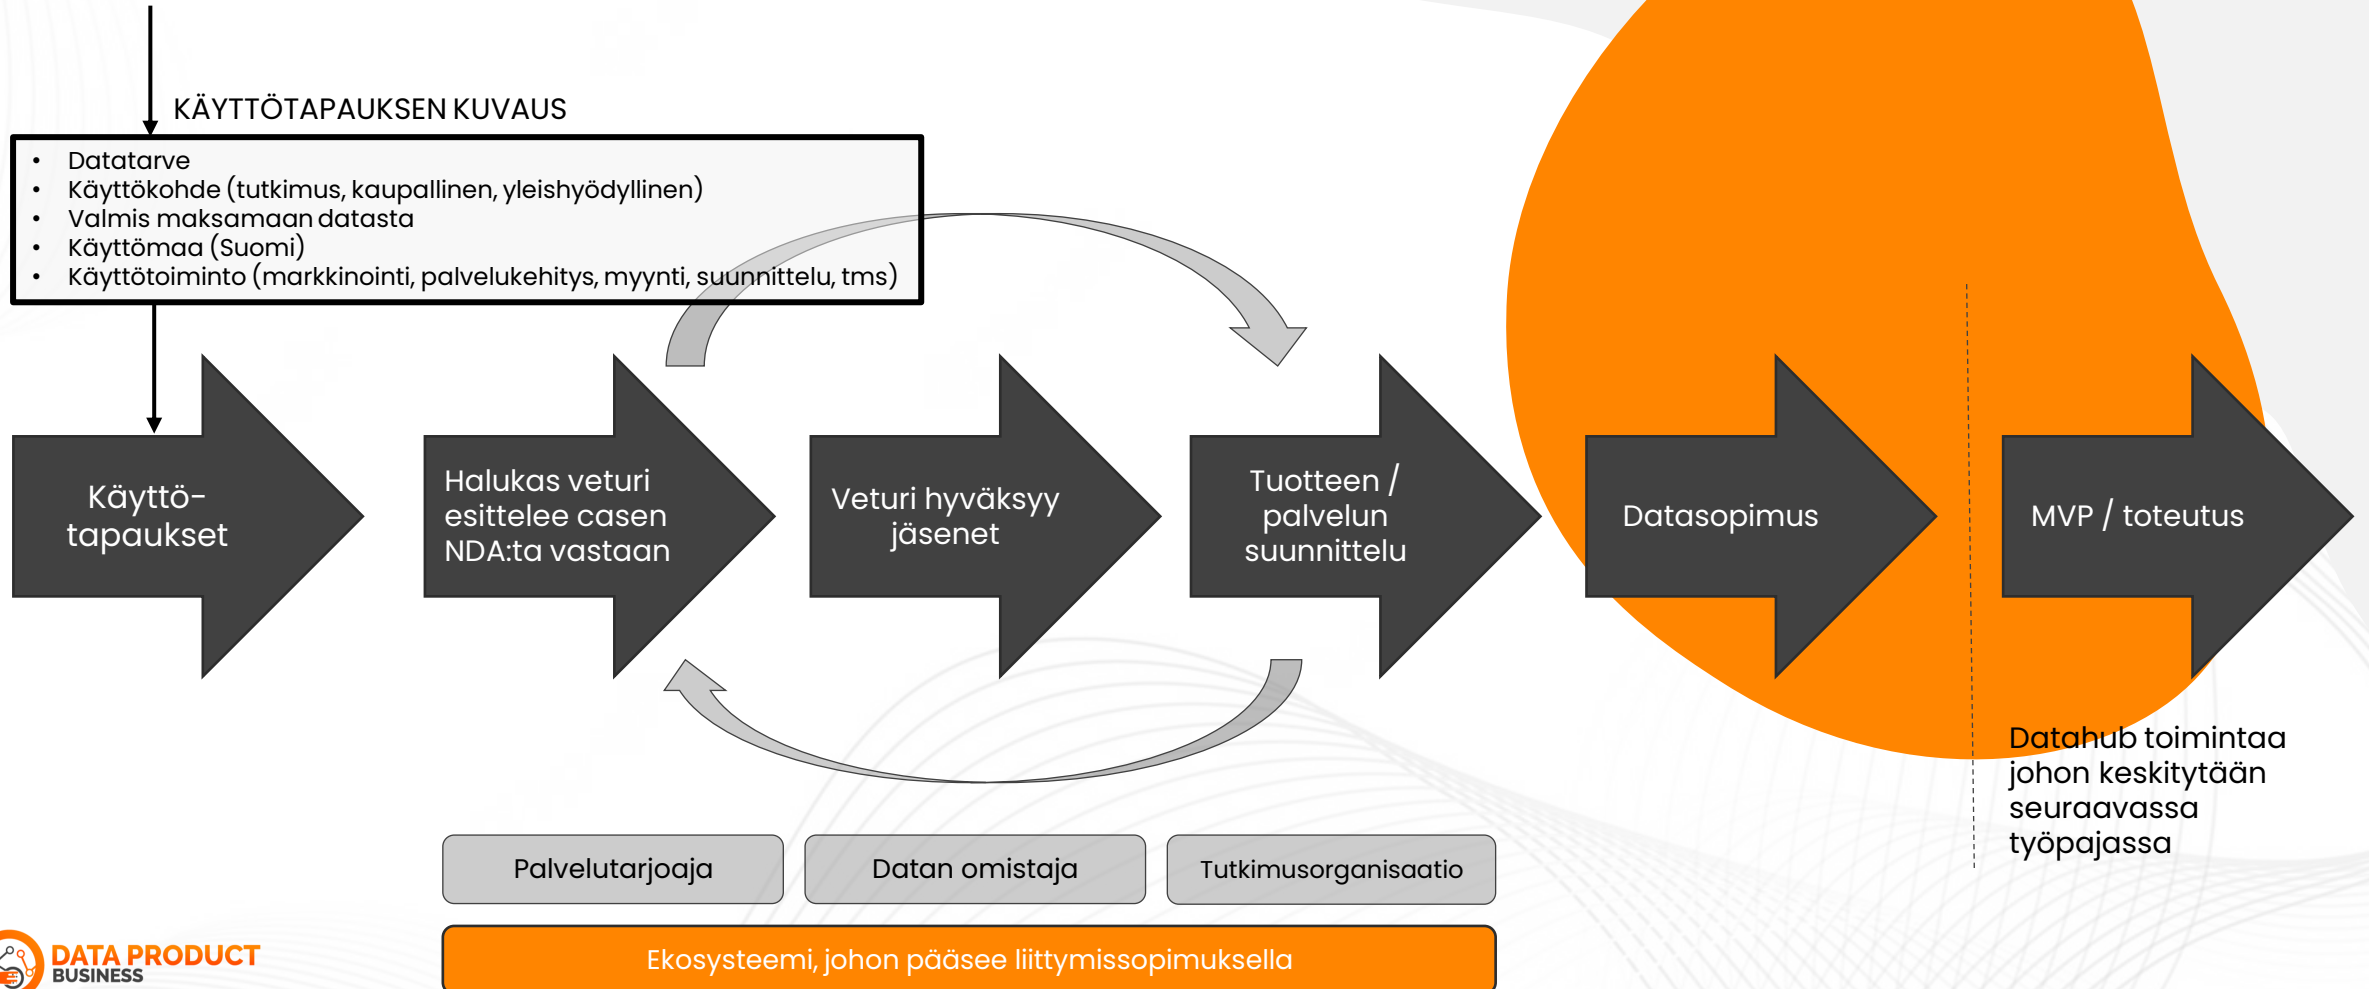 KÄYTTÖTAPAUKSEN KUVAUS
• Datatarve
• Käyttökohde (tutkimus, kaupallinen, yleishyödyllinen)
• Valmis maksamaan datasta
• Käyttömaa (Suomi)
• Käyttötoiminto (markkinointi, palvelukehitys, myynti, suunnittelu, tms)
Käyttö-
tapaukset
Halukas veturi
esittelee casen
NDA:ta vastaan
Veturi hyväksyy
jäsenet
Tuotteen /
palvelun
suunnittelu
Datasopimus
MVP / toteutus
Datahub toimintaa
johon keskitytään
seuraavassa
työpajassa
Palvelutarjoaja
Datan omistaja
Tutkimusorganisaatio
Ekosysteemi, johon pääsee liittymissopimuksella
DATA PRODUCT
BUSINESS